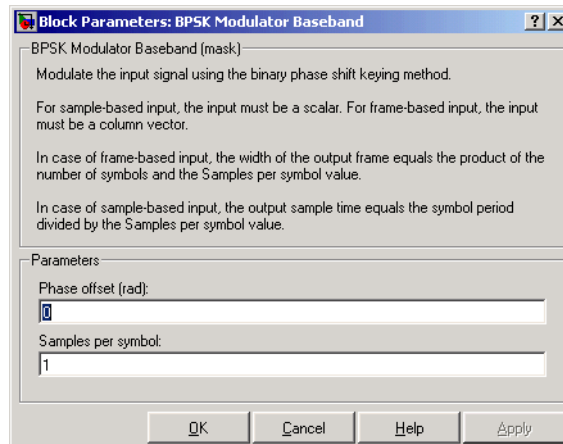 Block Parameters: BPSK Modulator Baseband
BPSK Modulator Baseband (mask)
Modulate the input signal using the binary phase shift keying method.
For sample-based input, the input must be a scalar. For frame-based input, the input
must be a column vector.
In case of frame-based input, the width of the output frame equals the product of the
number of symbols and the Samples per symbol value.
In case of sample-based input, the output sample time equals the symbol period
divided by the Samples per symbol value.
Parameters
Phase offset (rad):
0
Samples per symbol:
1
OK Cancel Help Apply